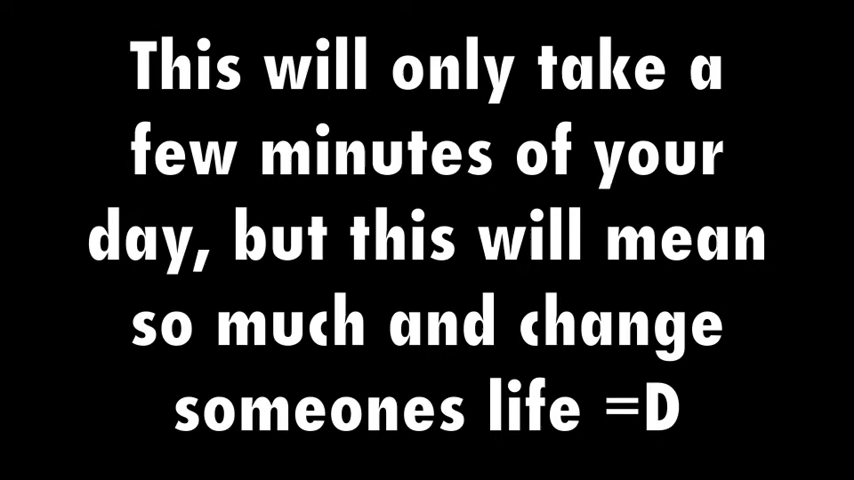 This will only take a
few minutes of your
day, but this will mean
so much and change
someones life =D